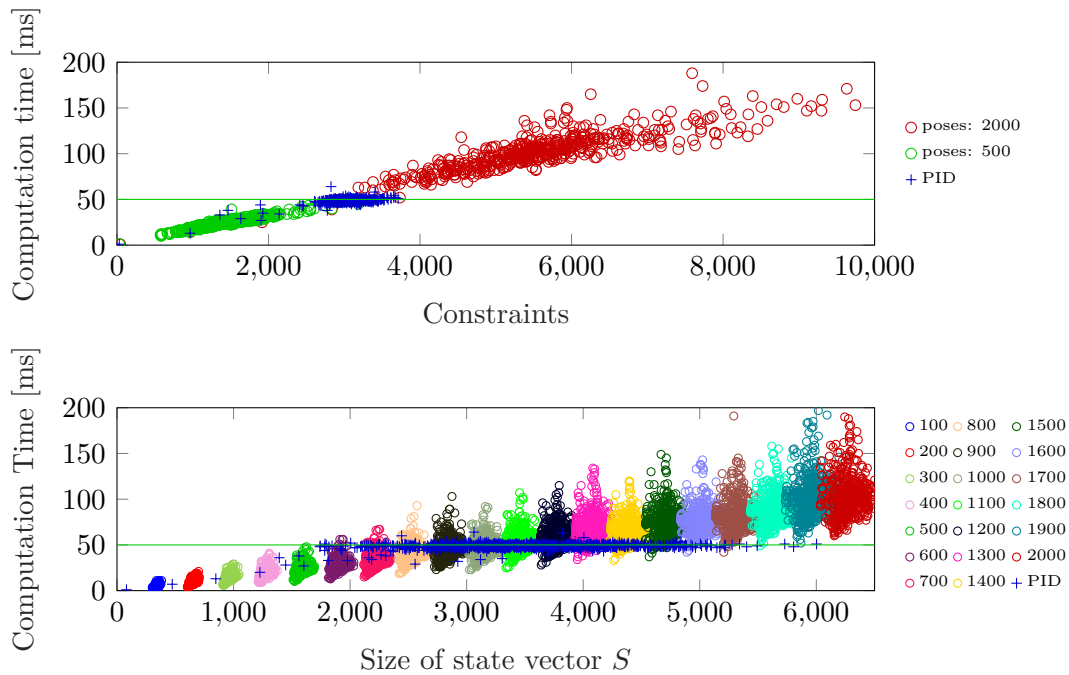 Computation time [ms]
200
150
100
50
0
0 2,000 4,000 6,000 8,000 10,000
Constraints
poses: 2000
poses: 500
PID
Computation Time [ms]
200
150
100
50
0
0 1,000 2,000 3,000 4,000 5,000 6,000
Size of state vector S
100 800 1500
200 900 1600
300 1000 1700
400 1100 1800
500 1200 1900
600 1300 2000
700 1400 PID